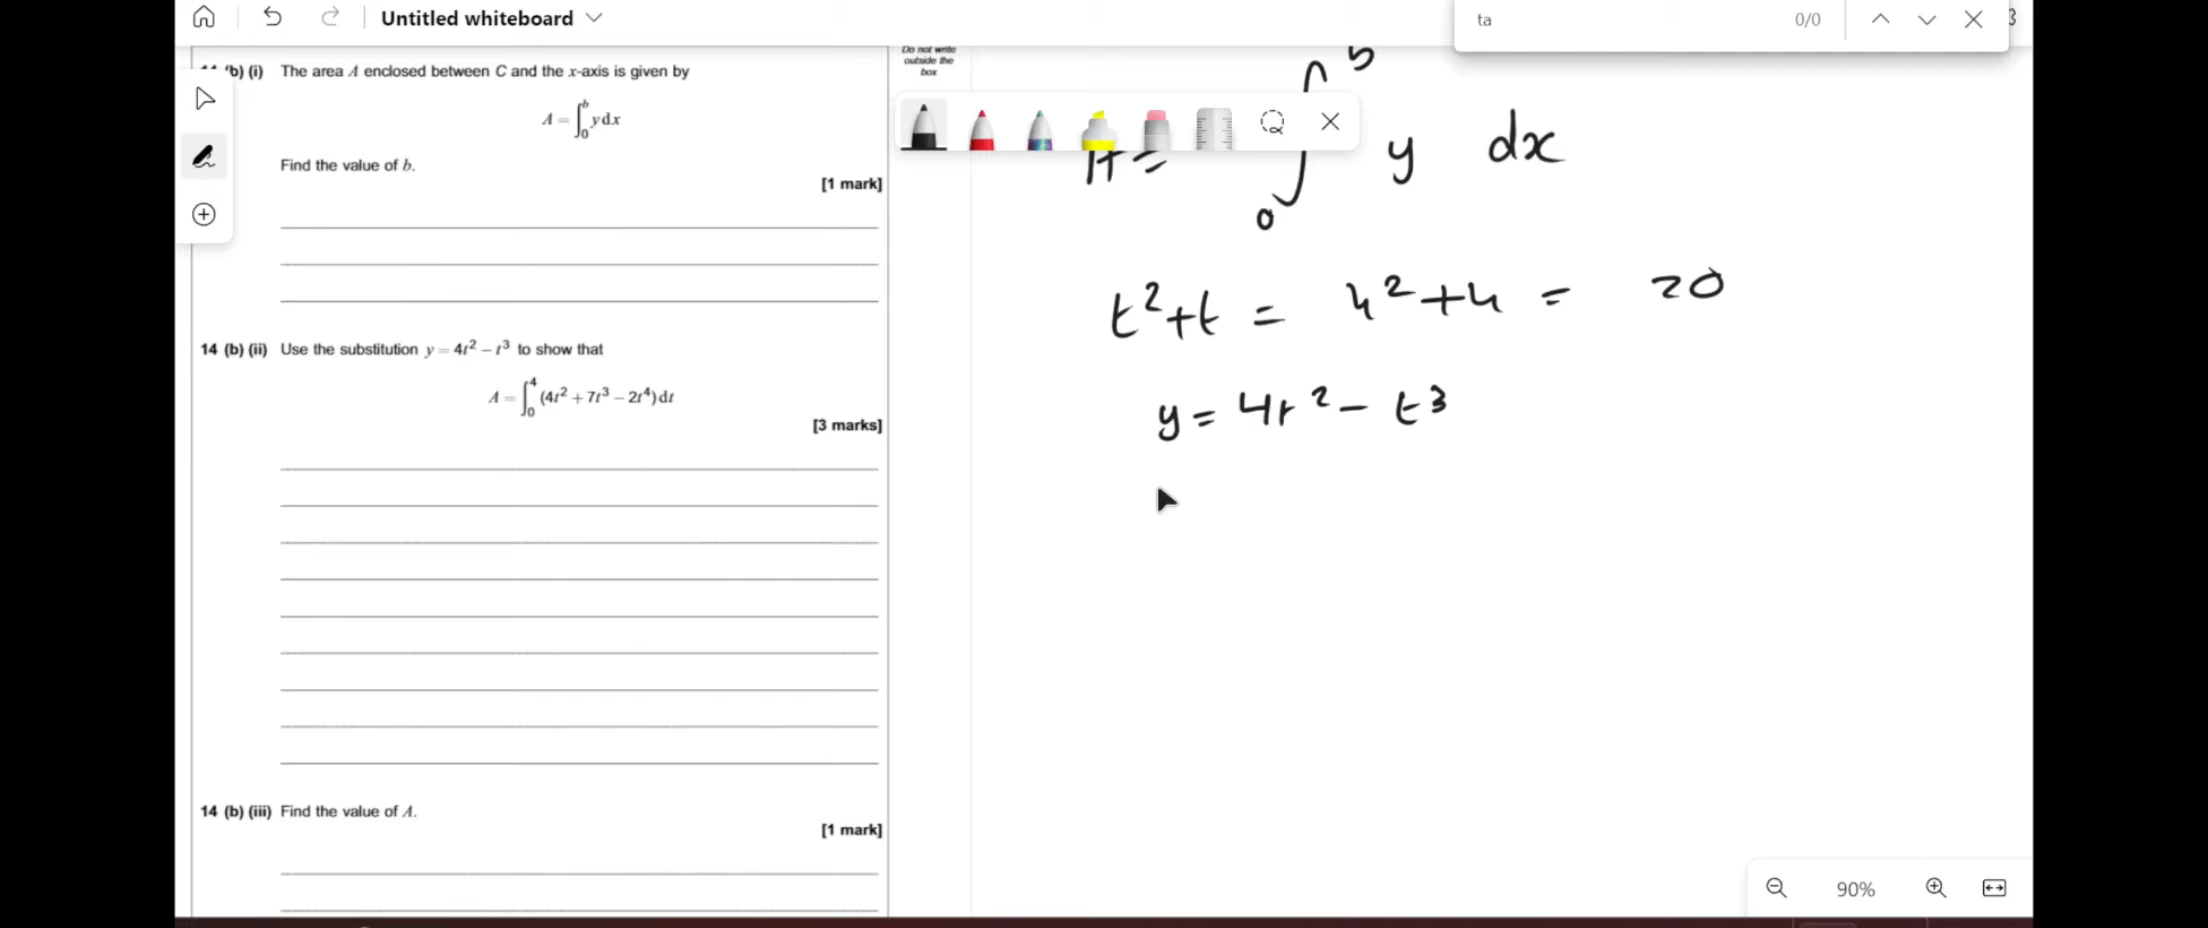 Untitled whiteboard
ta
0/0
(b) (i) The area A enclosed between C and the x-axis is given by
A = ∫₀ᵇ y dx
Find the value of b.
[1 mark]
14 (b) (ii) Use the substitution y = 4t² – t³ to show that
A = ∫₀⁴ (4t² + 7t³ – 2t⁴) dt
[3 marks]
14 (b) (iii) Find the value of A.
[1 mark]
Do not write
outside the
box
A = ∫₀ᵇ y dx
t² + t = 4² + 4 = 20
y = 4t² – t³
90%